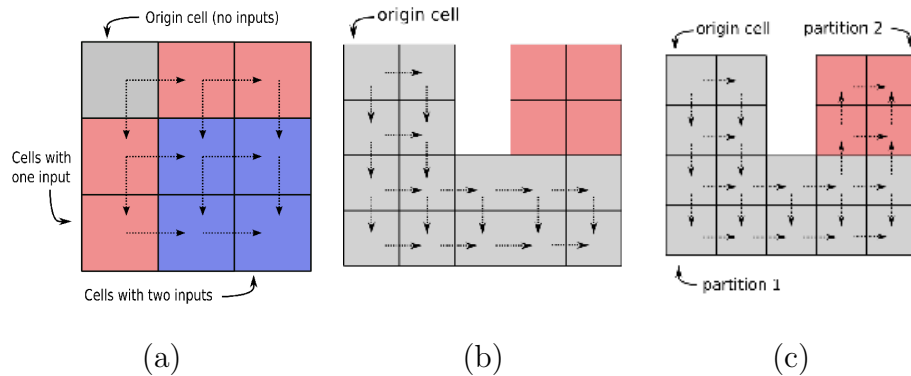 Origin cell (no inputs)
Cells with
one input
Cells with two inputs
(a)
origin cell
(b)
origin cell
partition 2
partition 1
(c)